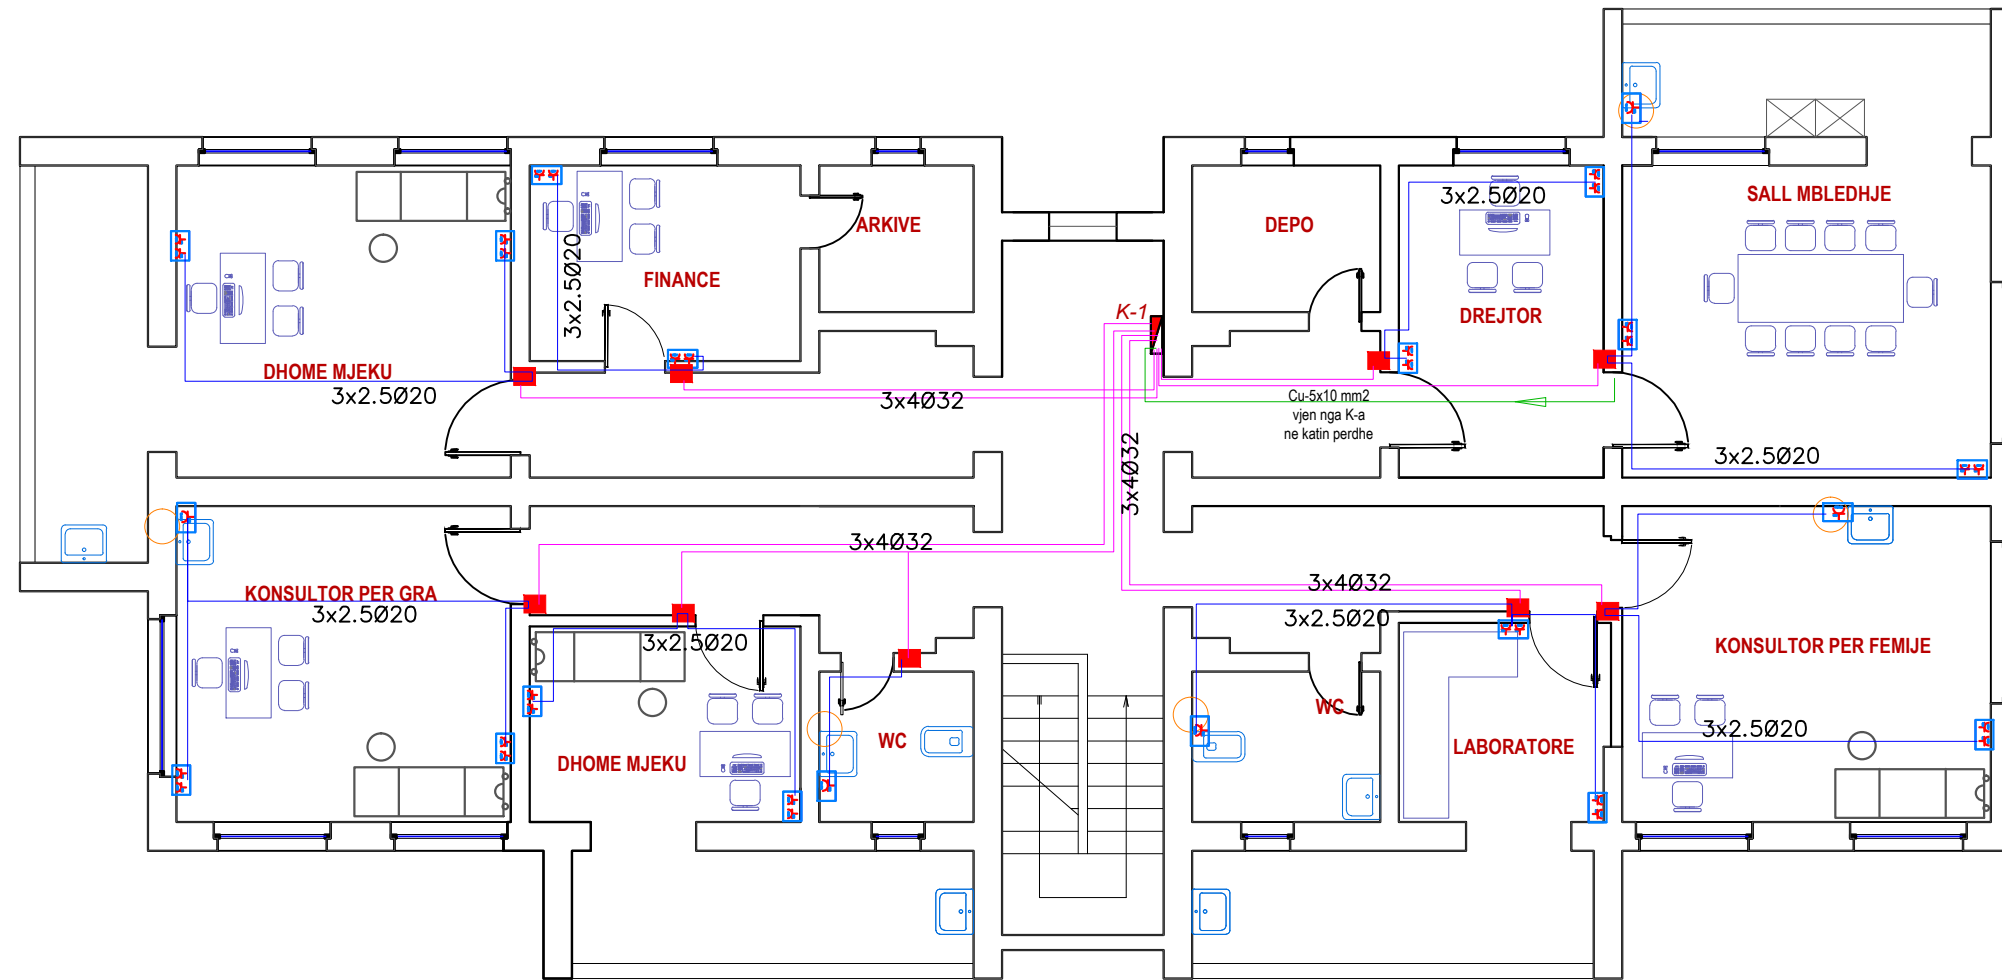 SALL MBLEDHJE
3x2.5Ø20
ARKIVE
DEPO
3x2.5Ø20
FINANCE
K-1
DREJTOR
DHOME MJEKU
3x2.5Ø20
3x4Ø32
Cu-5x10 mm2
vjen nga K-a
ne katin perdhe
3x4Ø32
3x2.5Ø20
3x4Ø32
3x4Ø32
KONSULTOR PER GRA
3x2.5Ø20
3x2.5Ø20
3x2.5Ø20
KONSULTOR PER FEMIJE
WC
3x2.5Ø20
WC
LABORATORE
DHOME MJEKU